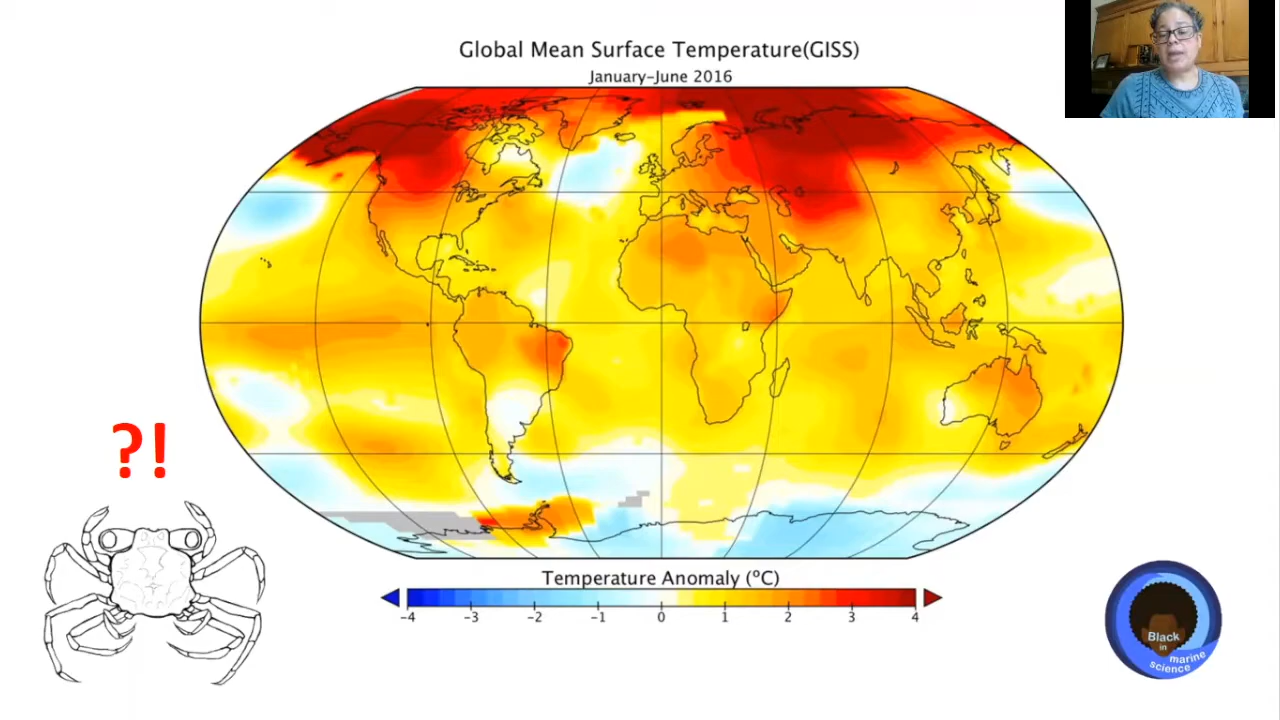 Global Mean Surface Temperature(GISS)
January-June 2016
?!
Temperature Anomaly (ºC)
-4 -3 -2 -1 0 1 2 3 4
Black
in
marine
science